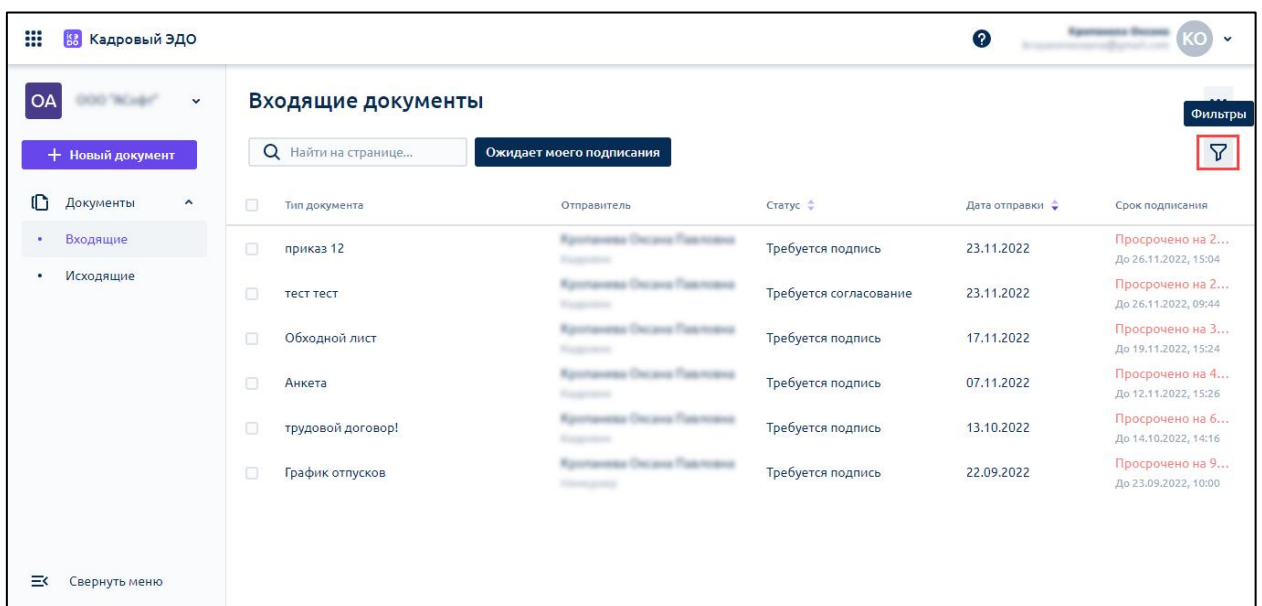 КЭ
ДО
Кадровый ЭДО
?
КО
ОА
Входящие документы
...
Фильтры
+ Новый документ
Найти на странице...
Ожидает моего подписания
Документы
Тип документа Отправитель Статус Дата отправки Срок подписания
• Входящие
приказ 12 Требуется подпись 23.11.2022 Просрочено на 2...
До 26.11.2022, 15:04
• Исходящие
тест тест Требуется согласование 23.11.2022 Просрочено на 2...
До 26.11.2022, 09:44
Обходной лист Требуется подпись 17.11.2022 Просрочено на 3...
До 19.11.2022, 15:24
Анкета Требуется подпись 07.11.2022 Просрочено на 4...
До 12.11.2022, 15:26
трудовой договор! Требуется подпись 13.10.2022 Просрочено на 6...
До 14.10.2022, 14:16
График отпусков Требуется подпись 22.09.2022 Просрочено на 9...
До 23.09.2022, 10:00
Свернуть меню